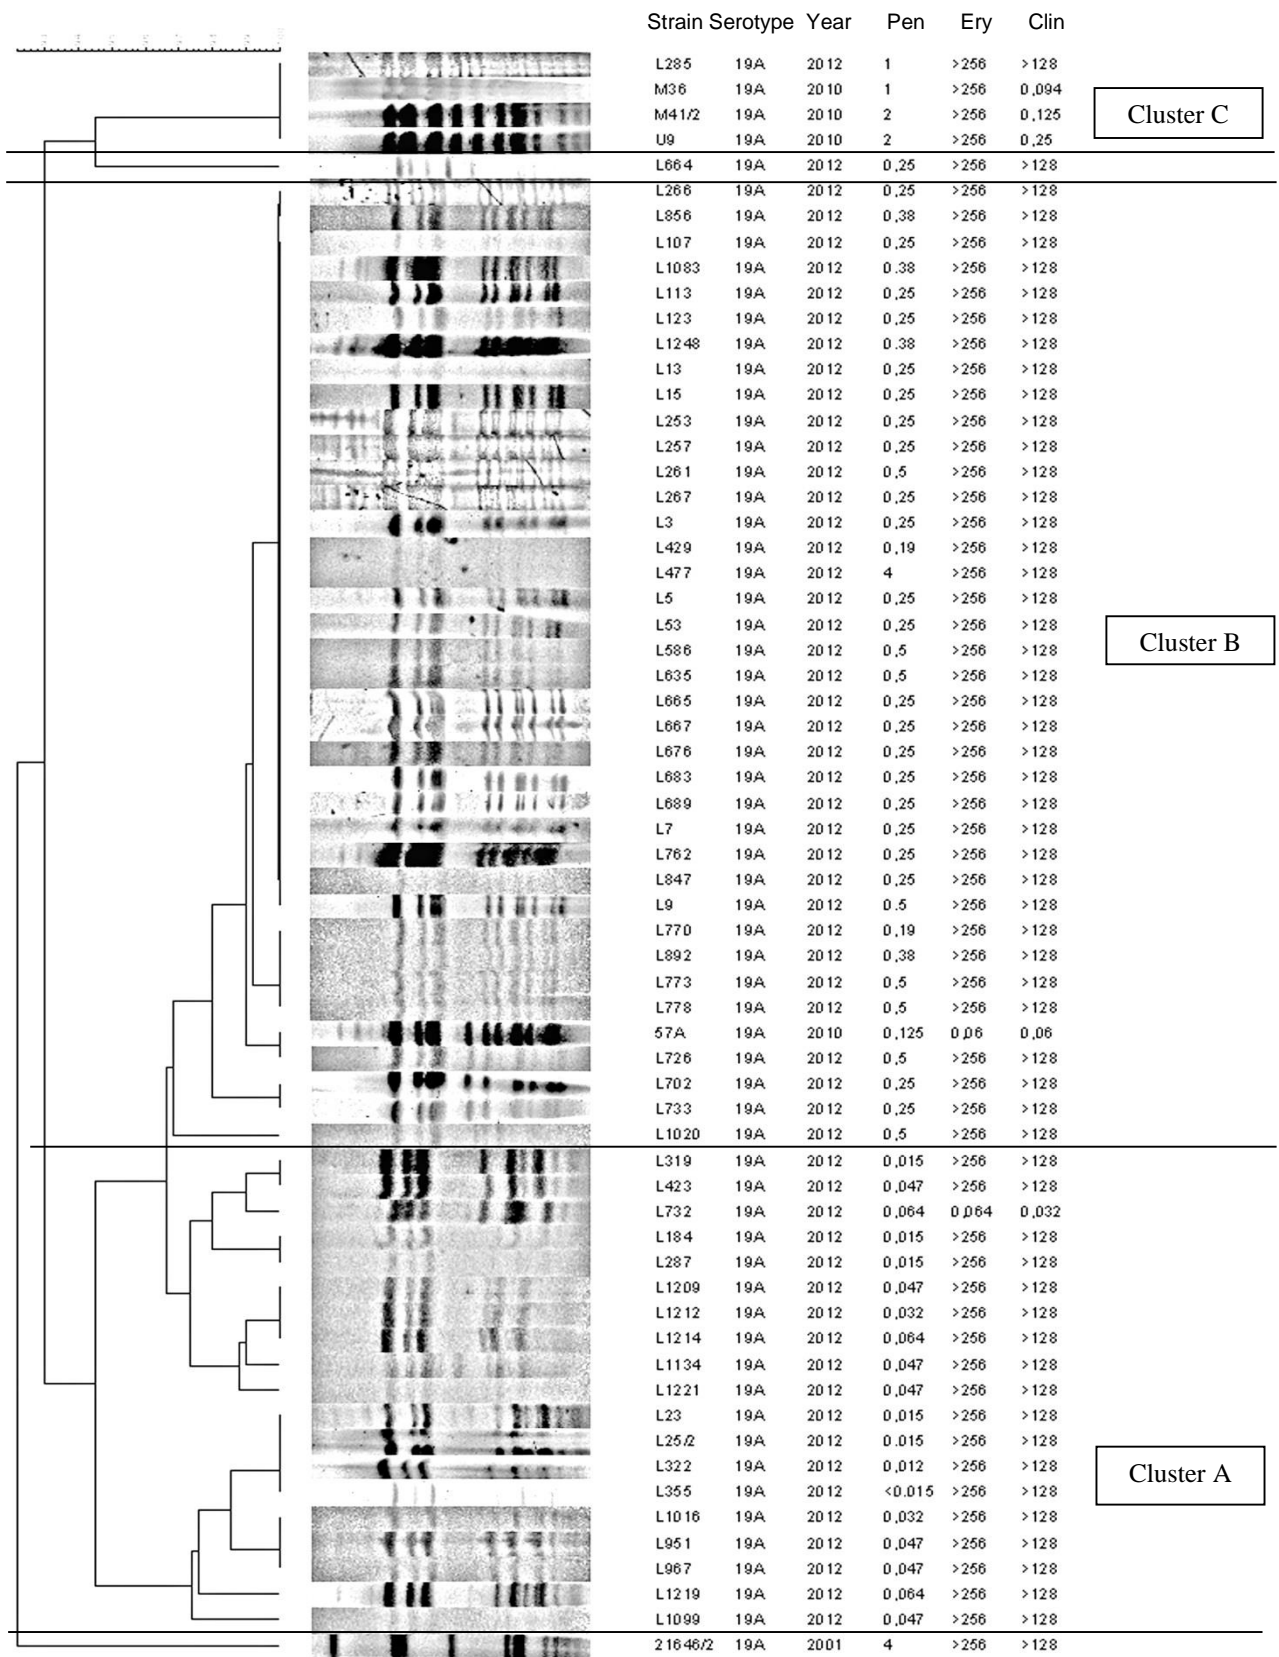 Strain Serotype Year Pen Ery Clin
L285 19A 2012 1 >256 >128
M36 19A 2010 1 >256 0,094
M41/2 19A 2010 2 >256 0,125
Cluster C
U9 19A 2010 2 >256 0,25
L664 19A 2012 0,25 >256 >128
L266 19A 2012 0,25 >256 >128
L856 19A 2012 0,38 >256 >128
L107 19A 2012 0,25 >256 >128
L1083 19A 2012 0.38 >256 >128
L113 19A 2012 0,25 >256 >128
L123 19A 2012 0,25 >256 >128
L1248 19A 2012 0.38 >256 >128
L13 19A 2012 0,25 >256 >128
L15 19A 2012 0,25 >256 >128
L253 19A 2012 0,25 >256 >128
L257 19A 2012 0,25 >256 >128
L261 19A 2012 0,5 >256 >128
L267 19A 2012 0,25 >256 >128
L3 19A 2012 0,25 >256 >128
L429 19A 2012 0,19 >256 >128
L477 19A 2012 4 >256 >128
L5 19A 2012 0,25 >256 >128
L53 19A 2012 0,25 >256 >128
L586 19A 2012 0,5 >256 >128
Cluster B
L635 19A 2012 0,5 >256 >128
L665 19A 2012 0,25 >256 >128
L667 19A 2012 0,25 >256 >128
L676 19A 2012 0,25 >256 >128
L683 19A 2012 0,25 >256 >128
L689 19A 2012 0,25 >256 >128
L7 19A 2012 0,25 >256 >128
L762 19A 2012 0,25 >256 >128
L847 19A 2012 0,25 >256 >128
L9 19A 2012 0,5 >256 >128
L770 19A 2012 0,19 >256 >128
L892 19A 2012 0,38 >256 >128
L773 19A 2012 0,5 >256 >128
L778 19A 2012 0,5 >256 >128
57A 19A 2010 0,125 0,06 0,06
L726 19A 2012 0,5 >256 >128
L702 19A 2012 0,25 >256 >128
L733 19A 2012 0,25 >256 >128
L1020 19A 2012 0,5 >256 >128
L319 19A 2012 0,015 >256 >128
L423 19A 2012 0,047 >256 >128
L732 19A 2012 0,064 0,064 0,032
L184 19A 2012 0,015 >256 >128
L287 19A 2012 0,015 >256 >128
L1209 19A 2012 0,047 >256 >128
L1212 19A 2012 0,032 >256 >128
L1214 19A 2012 0,064 >256 >128
L1134 19A 2012 0,047 >256 >128
L1221 19A 2012 0,047 >256 >128
L23 19A 2012 0,015 >256 >128
L25/2 19A 2012 0.015 >256 >128
L322 19A 2012 0,012 >256 >128
Cluster A
L355 19A 2012 <0.015 >256 >128
L1016 19A 2012 0,032 >256 >128
L951 19A 2012 0,047 >256 >128
L967 19A 2012 0,047 >256 >128
L1219 19A 2012 0,064 >256 >128
L1099 19A 2012 0,047 >256 >128
21646/2 19A 2001 4 >256 >128